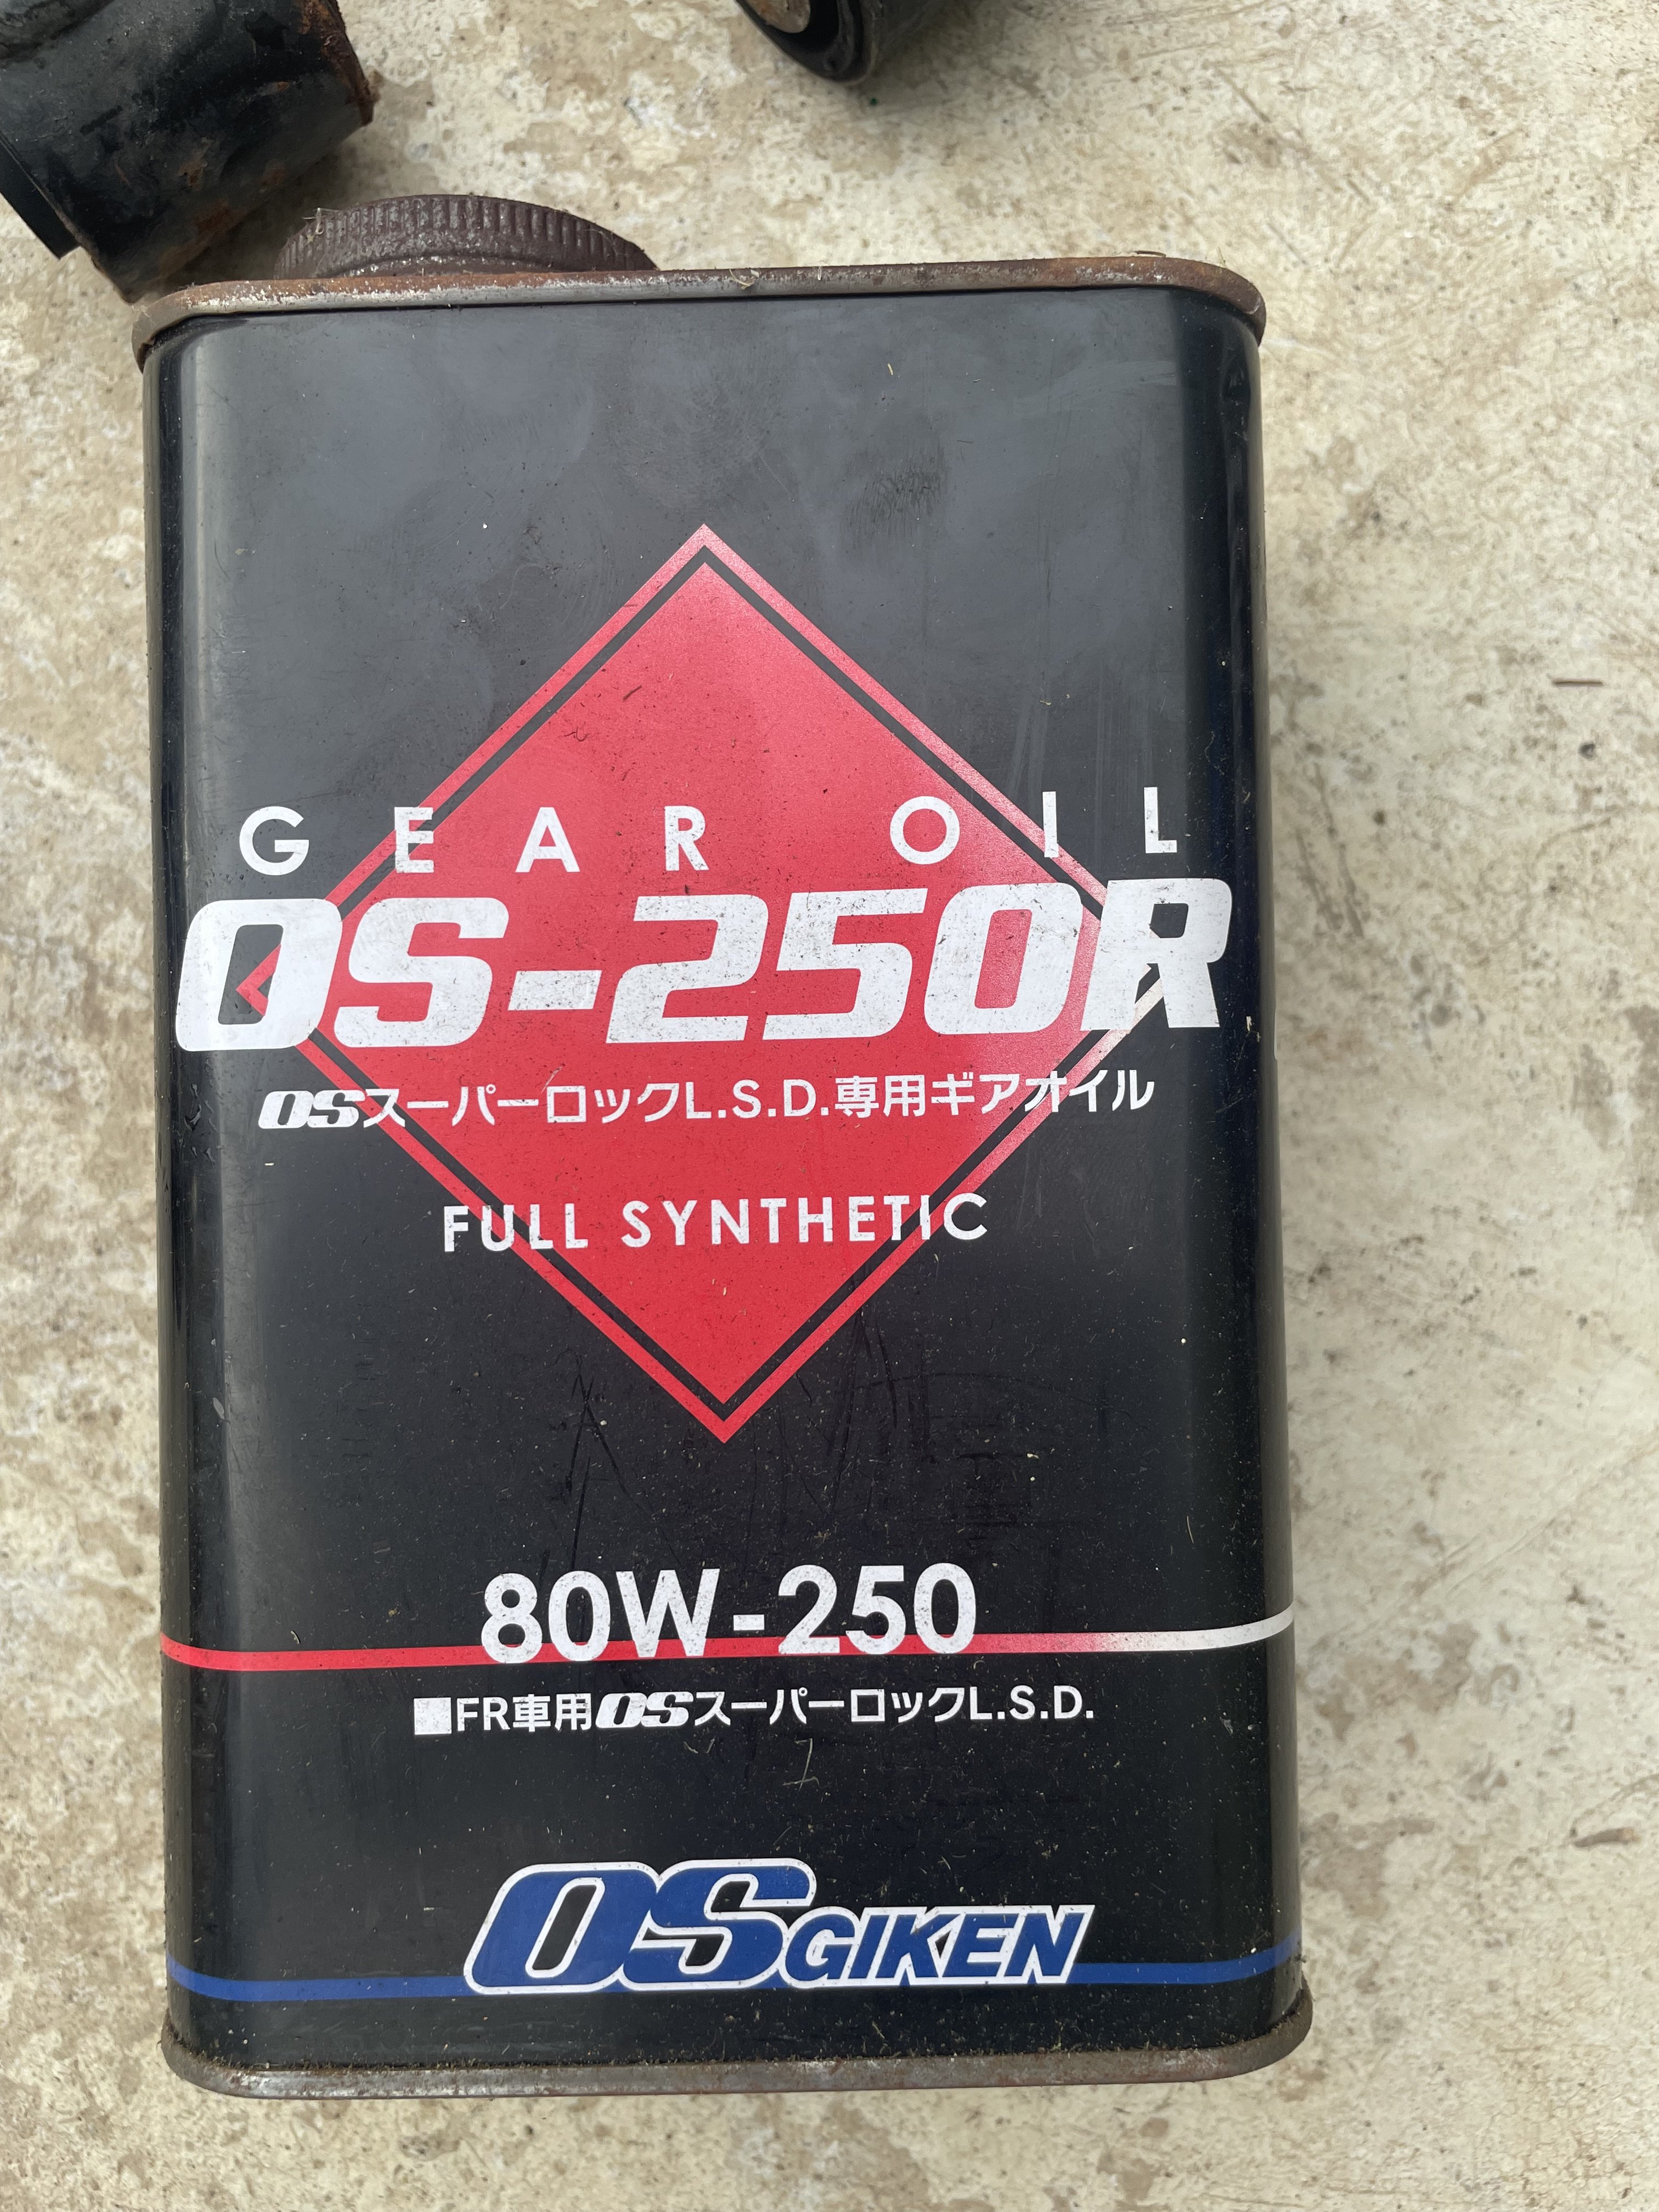 GEAR OIL
OS-250R
OSスーパーロックL.S.D.専用ギアオイル
FULL SYNTHETIC
80W-250
■FR車用OSスーパーロックL.S.D.
OS GIKEN